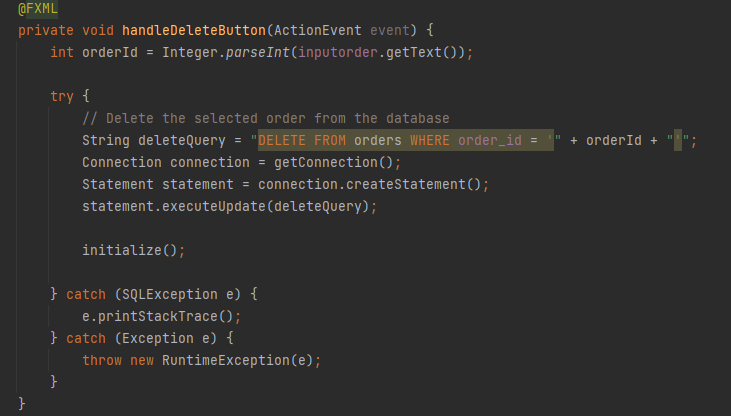 @FXML
private void handleDeleteButton(ActionEvent event) {
    int orderId = Integer.parseInt(inputorder.getText());

    try {
        // Delete the selected order from the database
        String deleteQuery = "DELETE FROM orders WHERE order_id = '" + orderId + "'";
        Connection connection = getConnection();
        Statement statement = connection.createStatement();
        statement.executeUpdate(deleteQuery);

        initialize();

    } catch (SQLException e) {
        e.printStackTrace();
    } catch (Exception e) {
        throw new RuntimeException(e);
    }
}